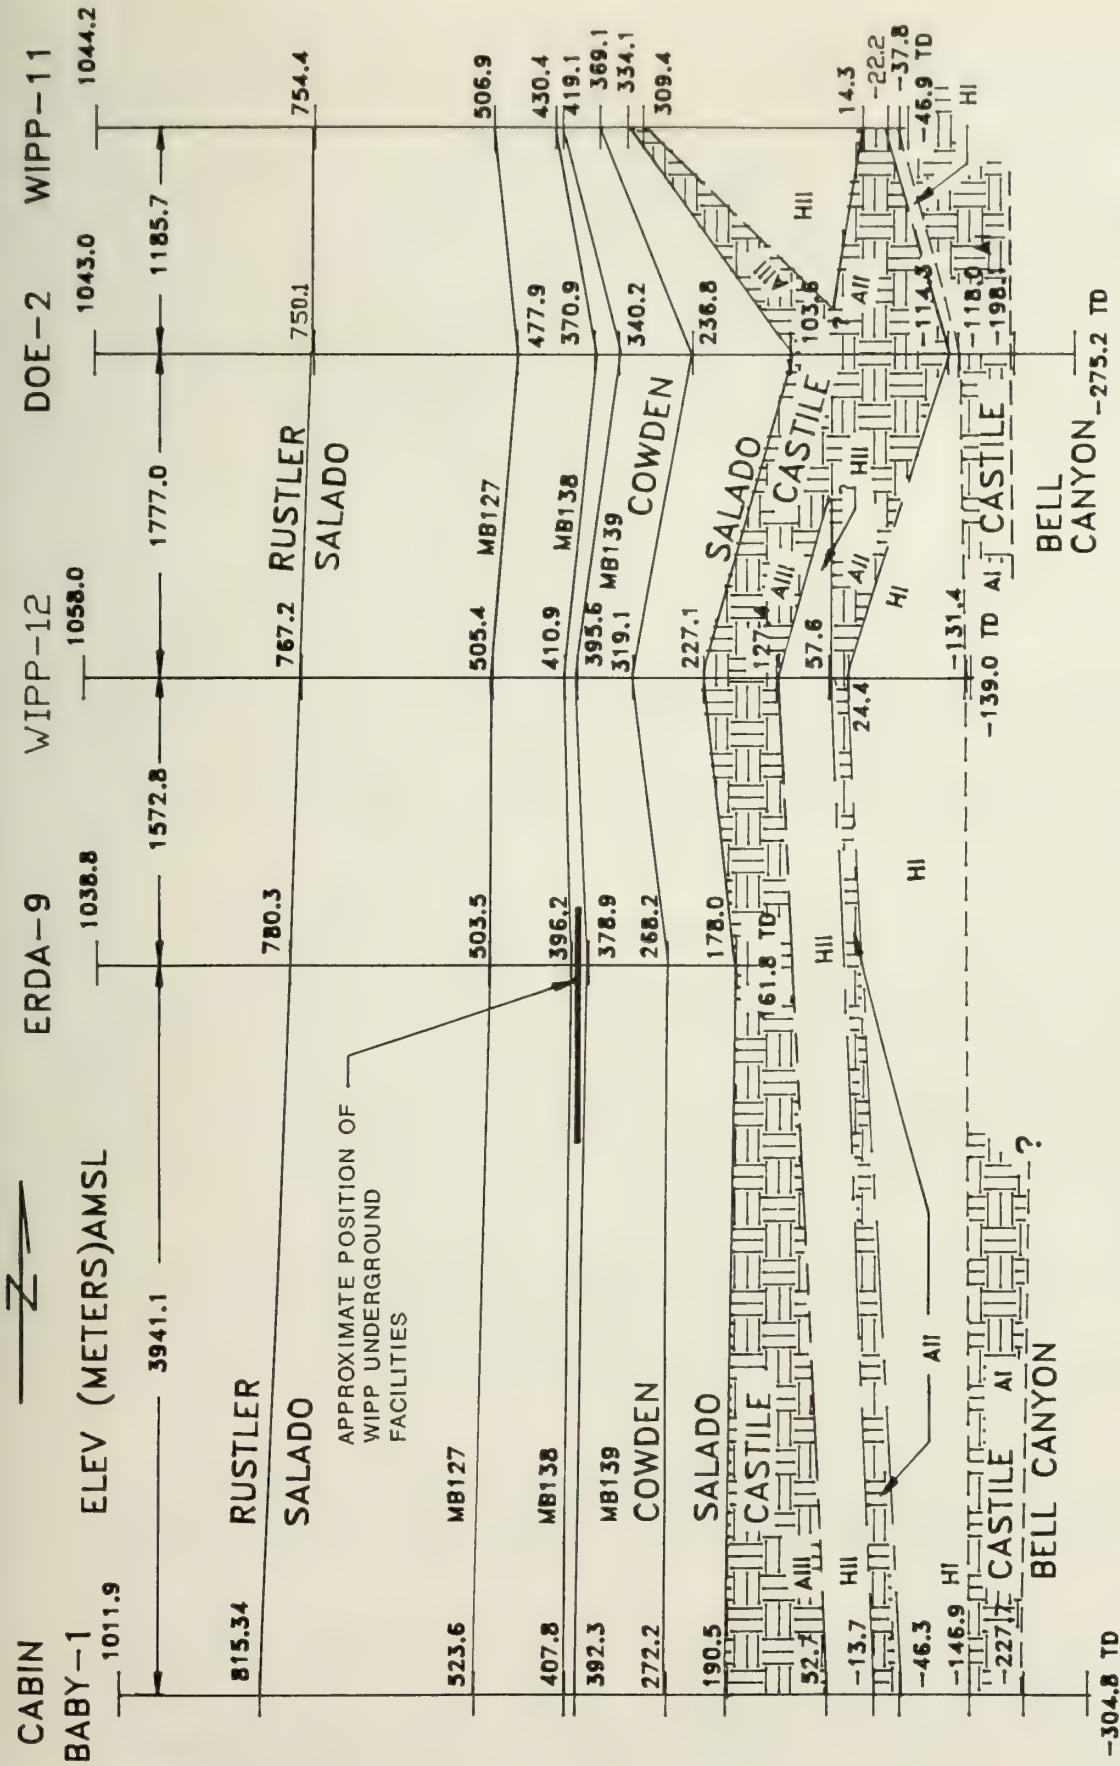 CABIN
BABY-1
ERDA-9
WIPP-12
DOE-2
WIPP-11
Z
ELEV (METERS)AMSL
1011.9
1038.8
1058.0
1043.0
1044.2
3941.1
1572.8
1777.0
1185.7
815.34
RUSTLER
SALADO
780.3
767.2
RUSTLER
SALADO
750.1
754.4
APPROXIMATE POSITION OF
WIPP UNDERGROUND
FACILITIES
523.6
MB127
503.5
505.4
MB127
477.9
506.9
407.8
MB138
396.2
410.9
MB138
370.9
430.4
392.3
MB139
378.9
395.6
MB139
340.2
419.1
272.2
COWDEN
268.2
319.1
COWDEN
236.8
369.1
190.5
SALADO
CASTILE
178.0
161.8 TD
227.1
SALADO
CASTILE
103.6
334.1
309.4
AIII
AIII
AIII
HII
52.7
HII
HII
127.4
HII
?
?
14.3
-13.7
57.6
AII
AII
-22.2
-46.3
AII
24.4
HI
-114.3
-37.8
-46.9 TD
HI
-146.9
HI
HI
-131.4
-118.0
-227.7
CASTILE
AI
-139.0 TD
AI
CASTILE
-198.
BELL CANYON
?
BELL
CANYON
-275.2 TD
-304.8 TD